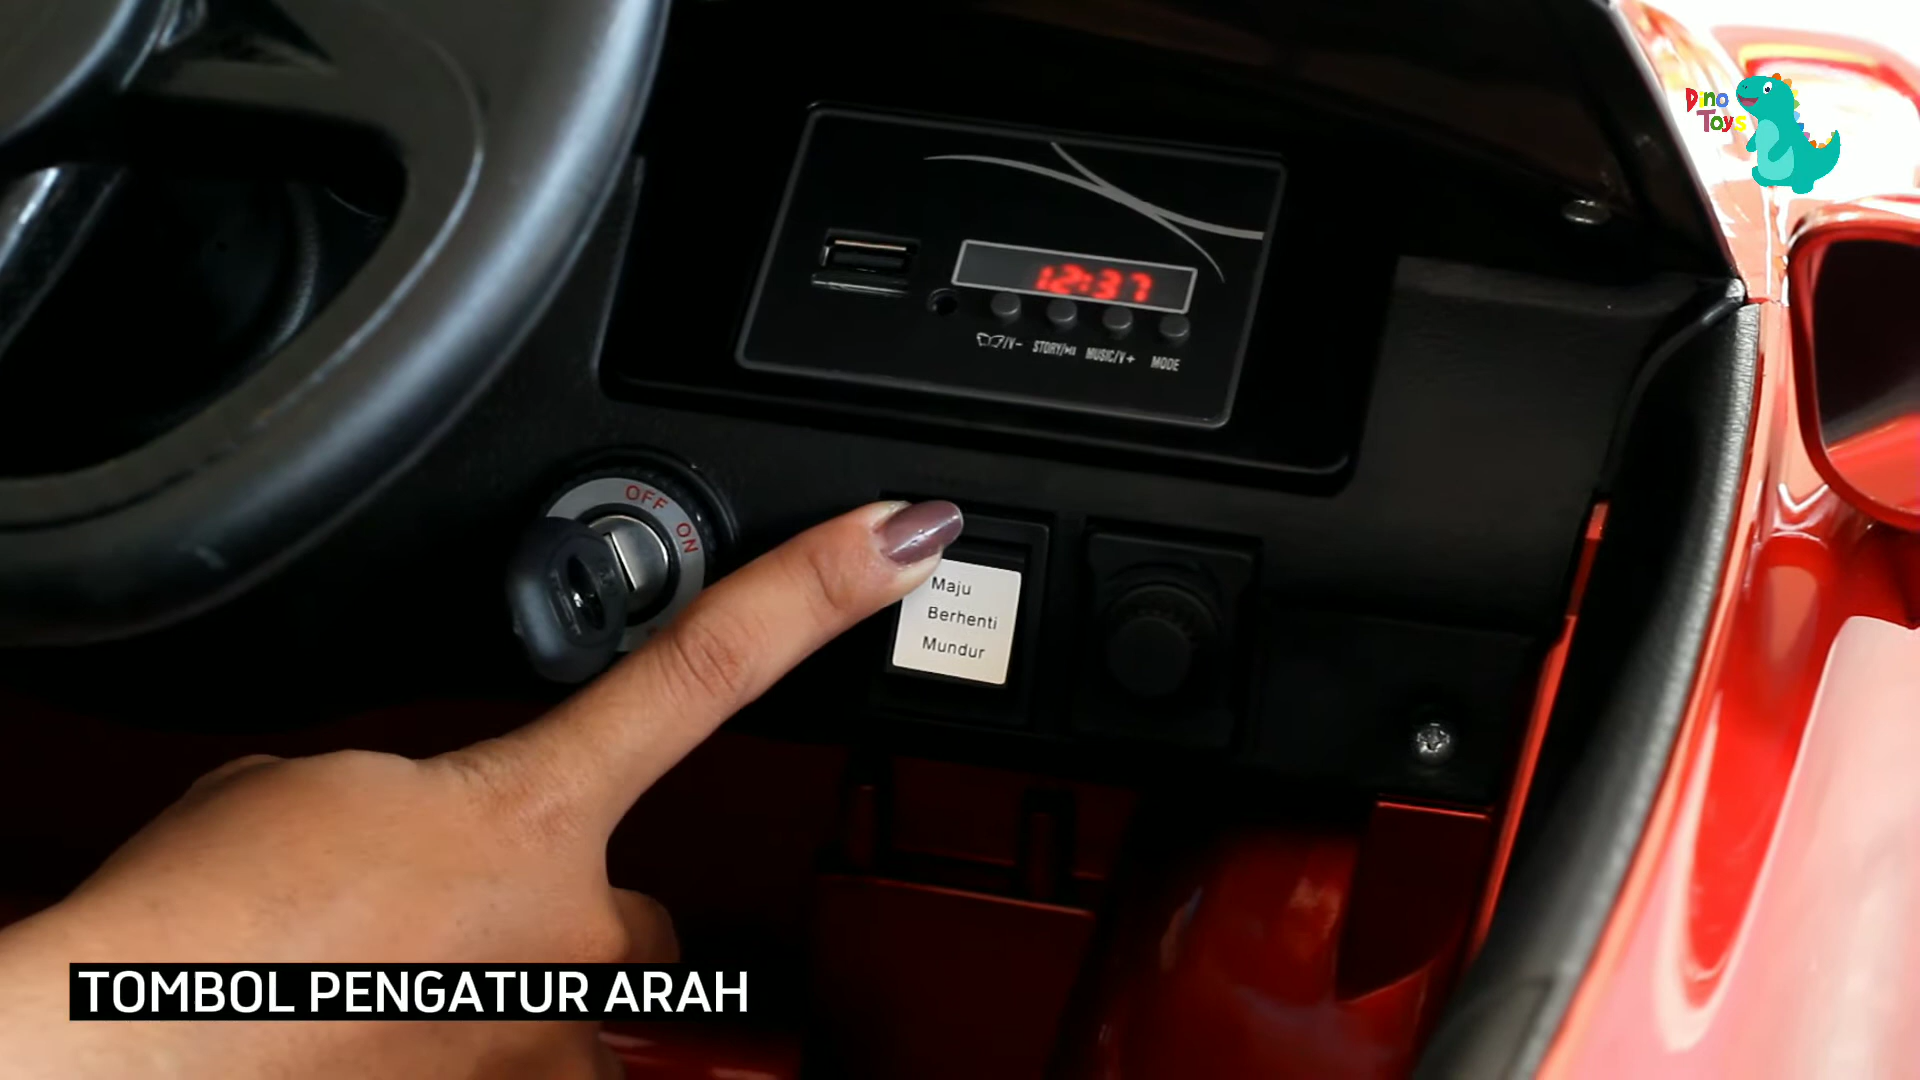 Dino
Toys
12:37
/V- STORY/⏯ MUSIC/V+ MODE
OFF ON
Maju
Berhenti
Mundur
TOMBOL PENGATUR ARAH